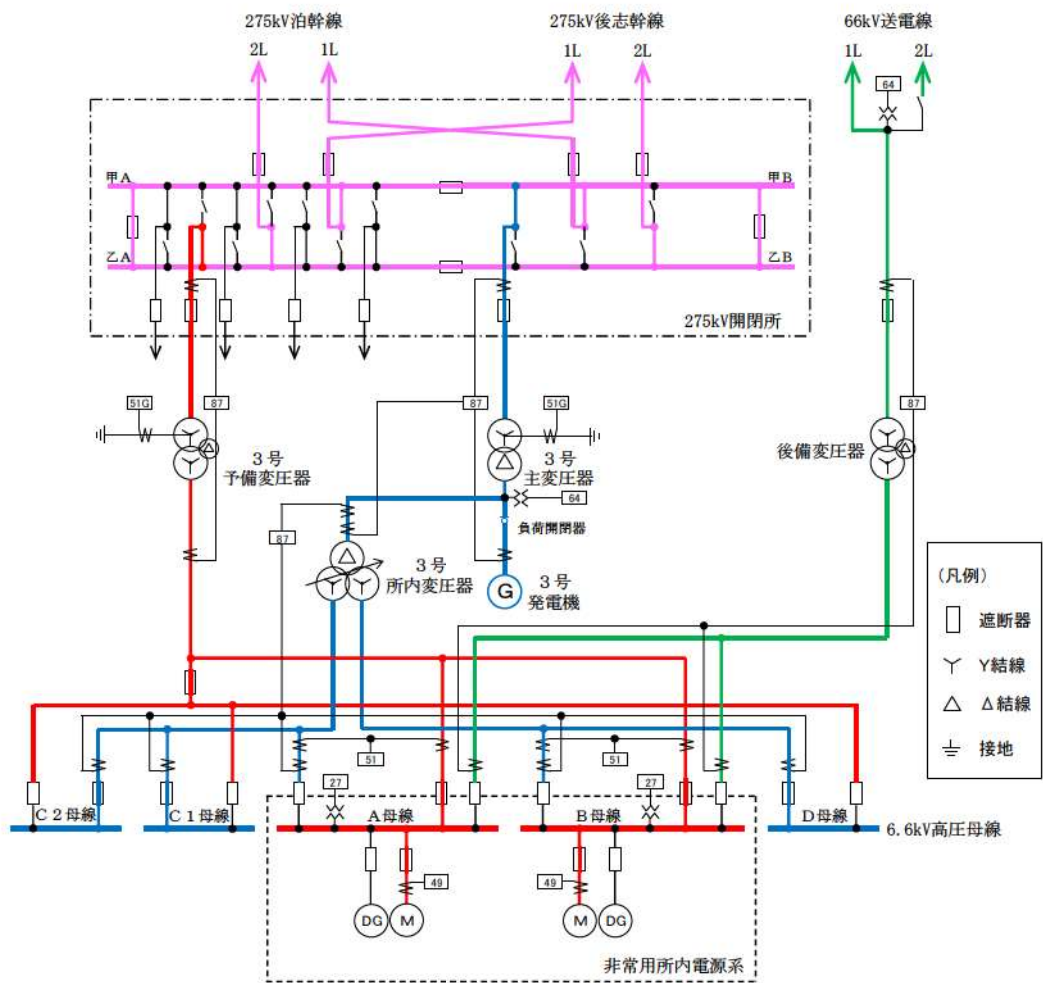 275kV泊幹線
275kV後志幹線
66kV送電線
2L
1L
1L
2L
1L
2L
64
甲A
甲B
乙A
乙B
275kV開閉所
51G
87
87
51G
87
3号
予備変圧器
3号
主変圧器
後備変圧器
64
負荷開閉器
87
3号
所内変圧器
3号
発電機
G
(凡例)
遮断器
Y結線
Δ結線
接地
51
51
27
27
C2母線
C1母線
A母線
B母線
D母線
6.6kV高圧母線
49
49
DG
M
M
DG
非常用所内電源系